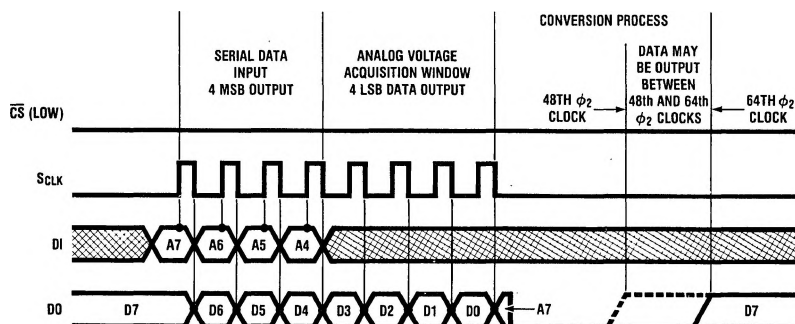 CONVERSION PROCESS
SERIAL DATA
INPUT
4 MSB OUTPUT
ANALOG VOLTAGE
ACQUISITION WINDOW
4 LSB DATA OUTPUT
48TH ϕ2
CLOCK
DATA MAY
BE OUTPUT
BETWEEN
48th AND 64th
ϕ2 CLOCKS
64TH ϕ2
CLOCK
CS (LOW)
SCLK
DI
A7 A6 A5 A4
DO
D7 D6 D5 D4 D3 D2 D1 D0 A7 D7